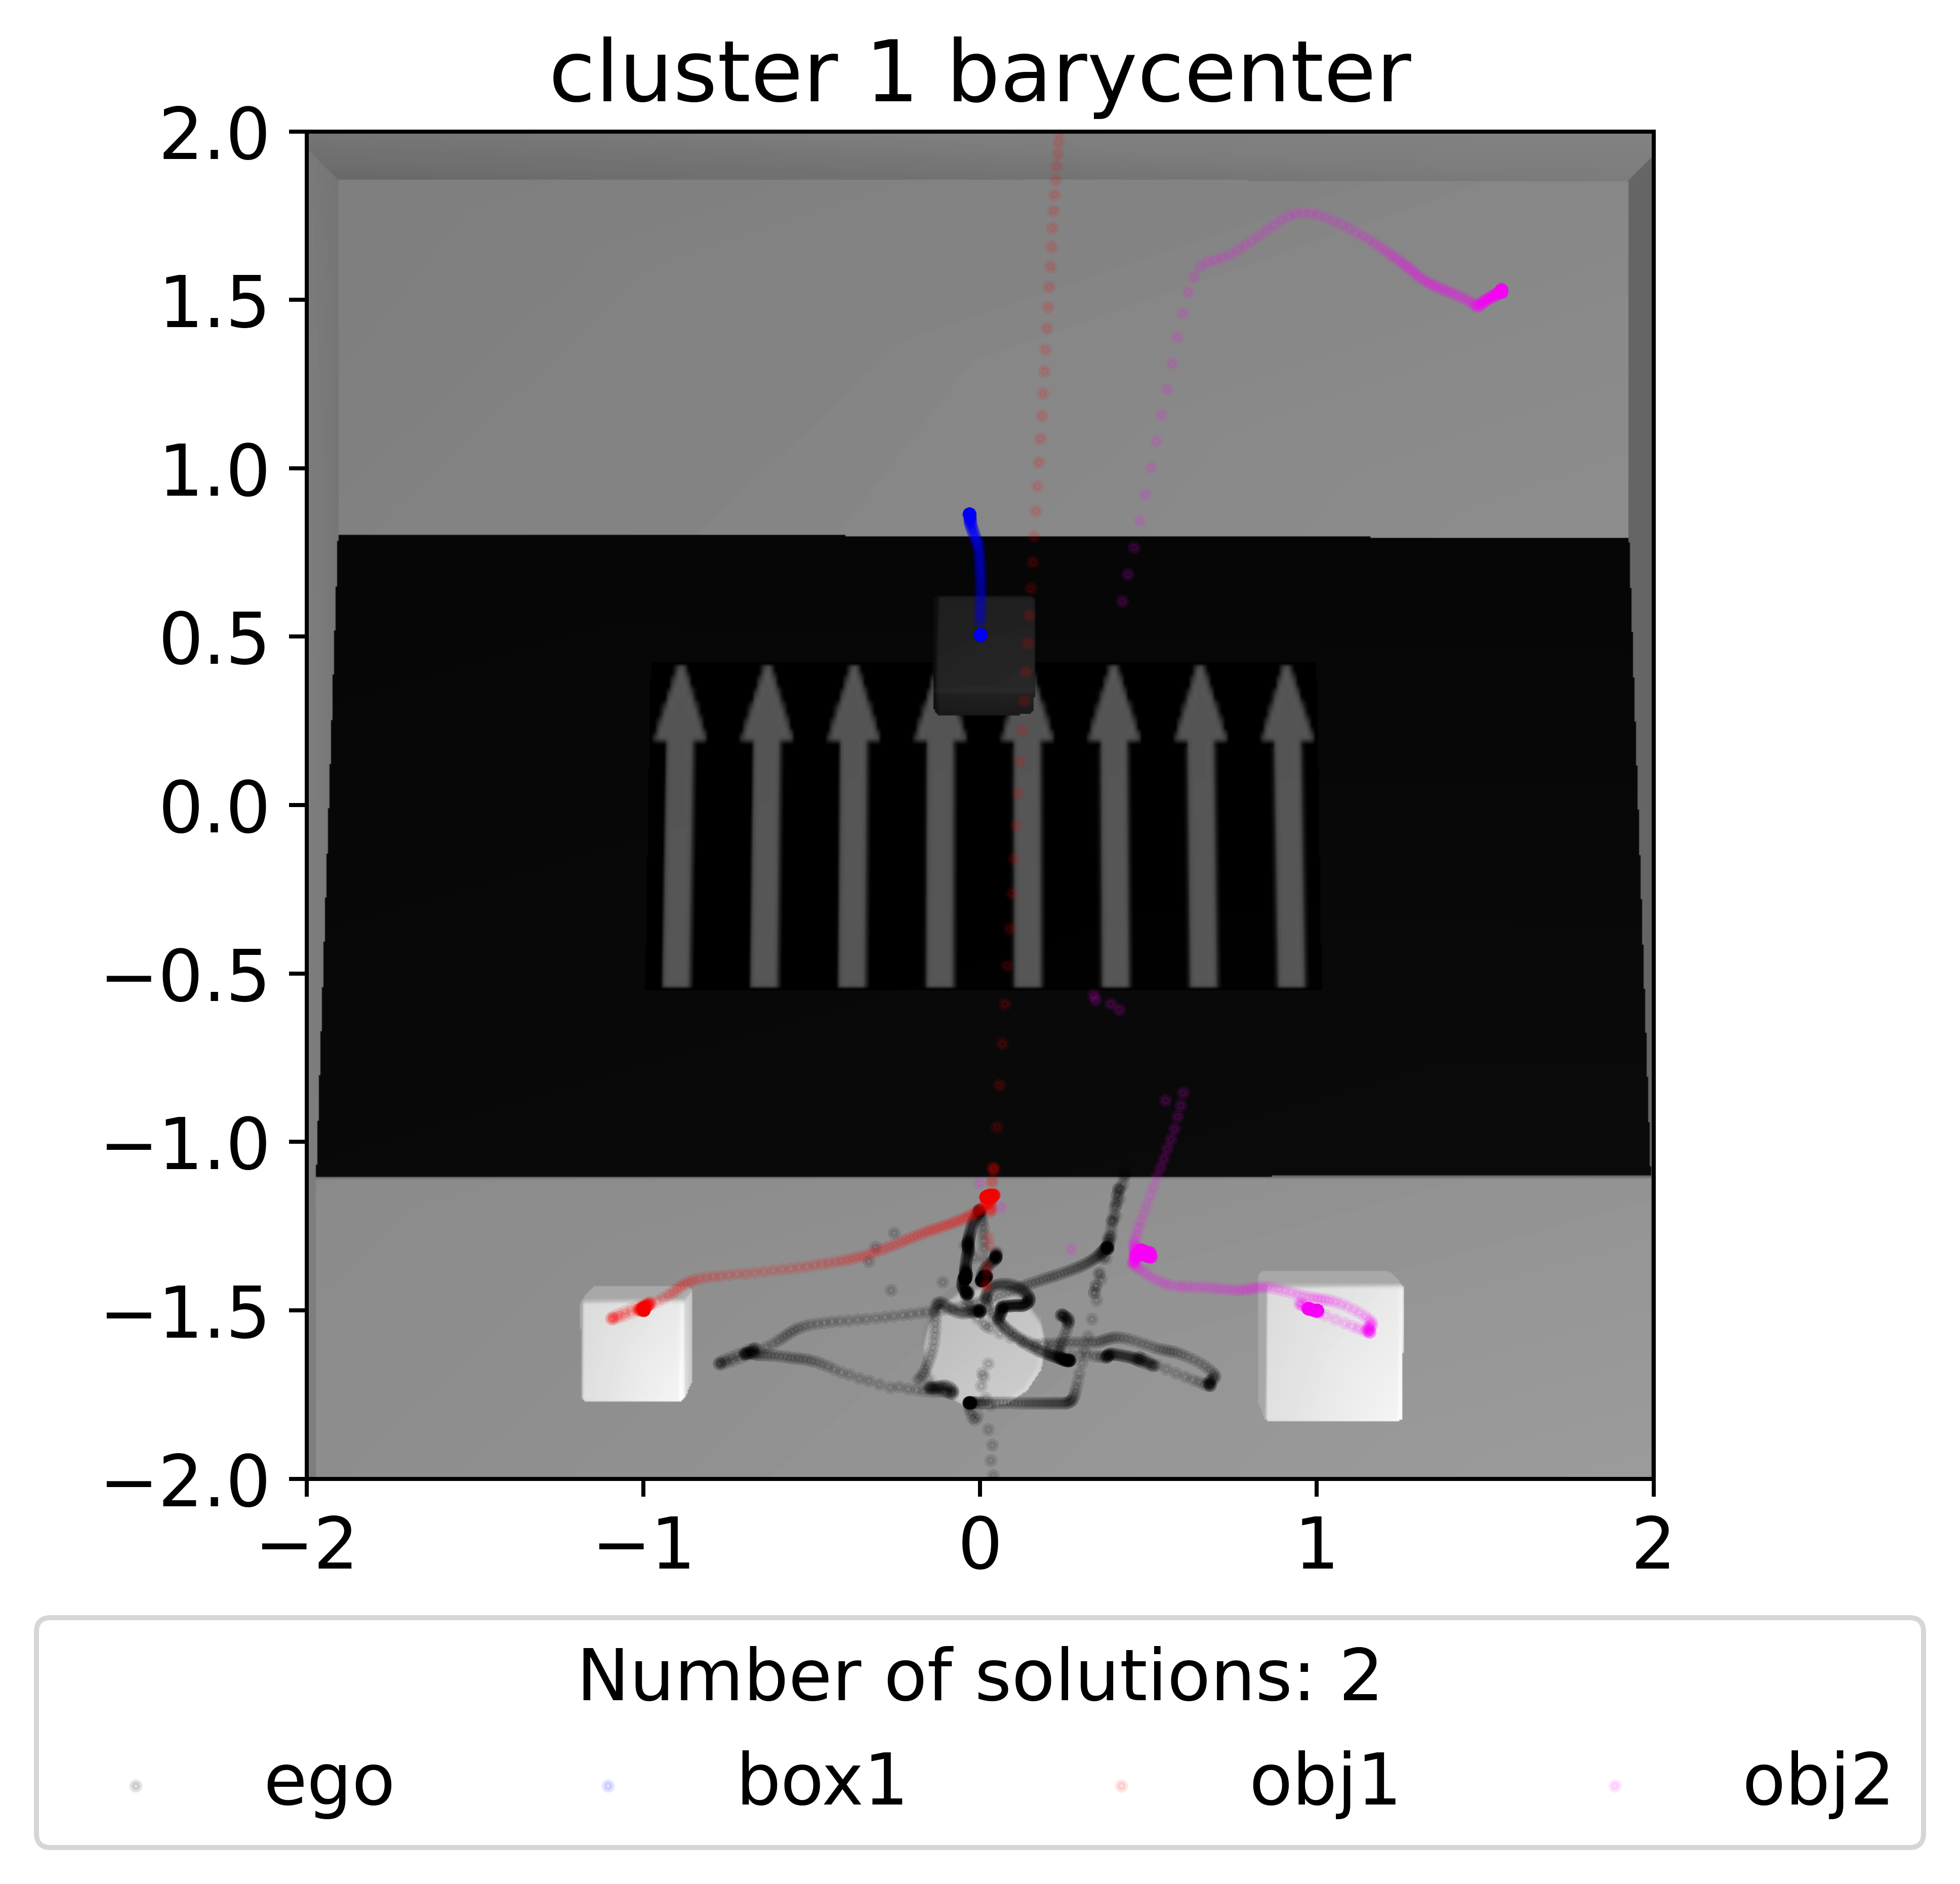 cluster 1 barycenter
2.0
1.5
1.0
0.5
0.0
−0.5
−1.0
−1.5
−2.0
−2 −1 0 1 2
Number of solutions: 2
ego box1 obj1 obj2